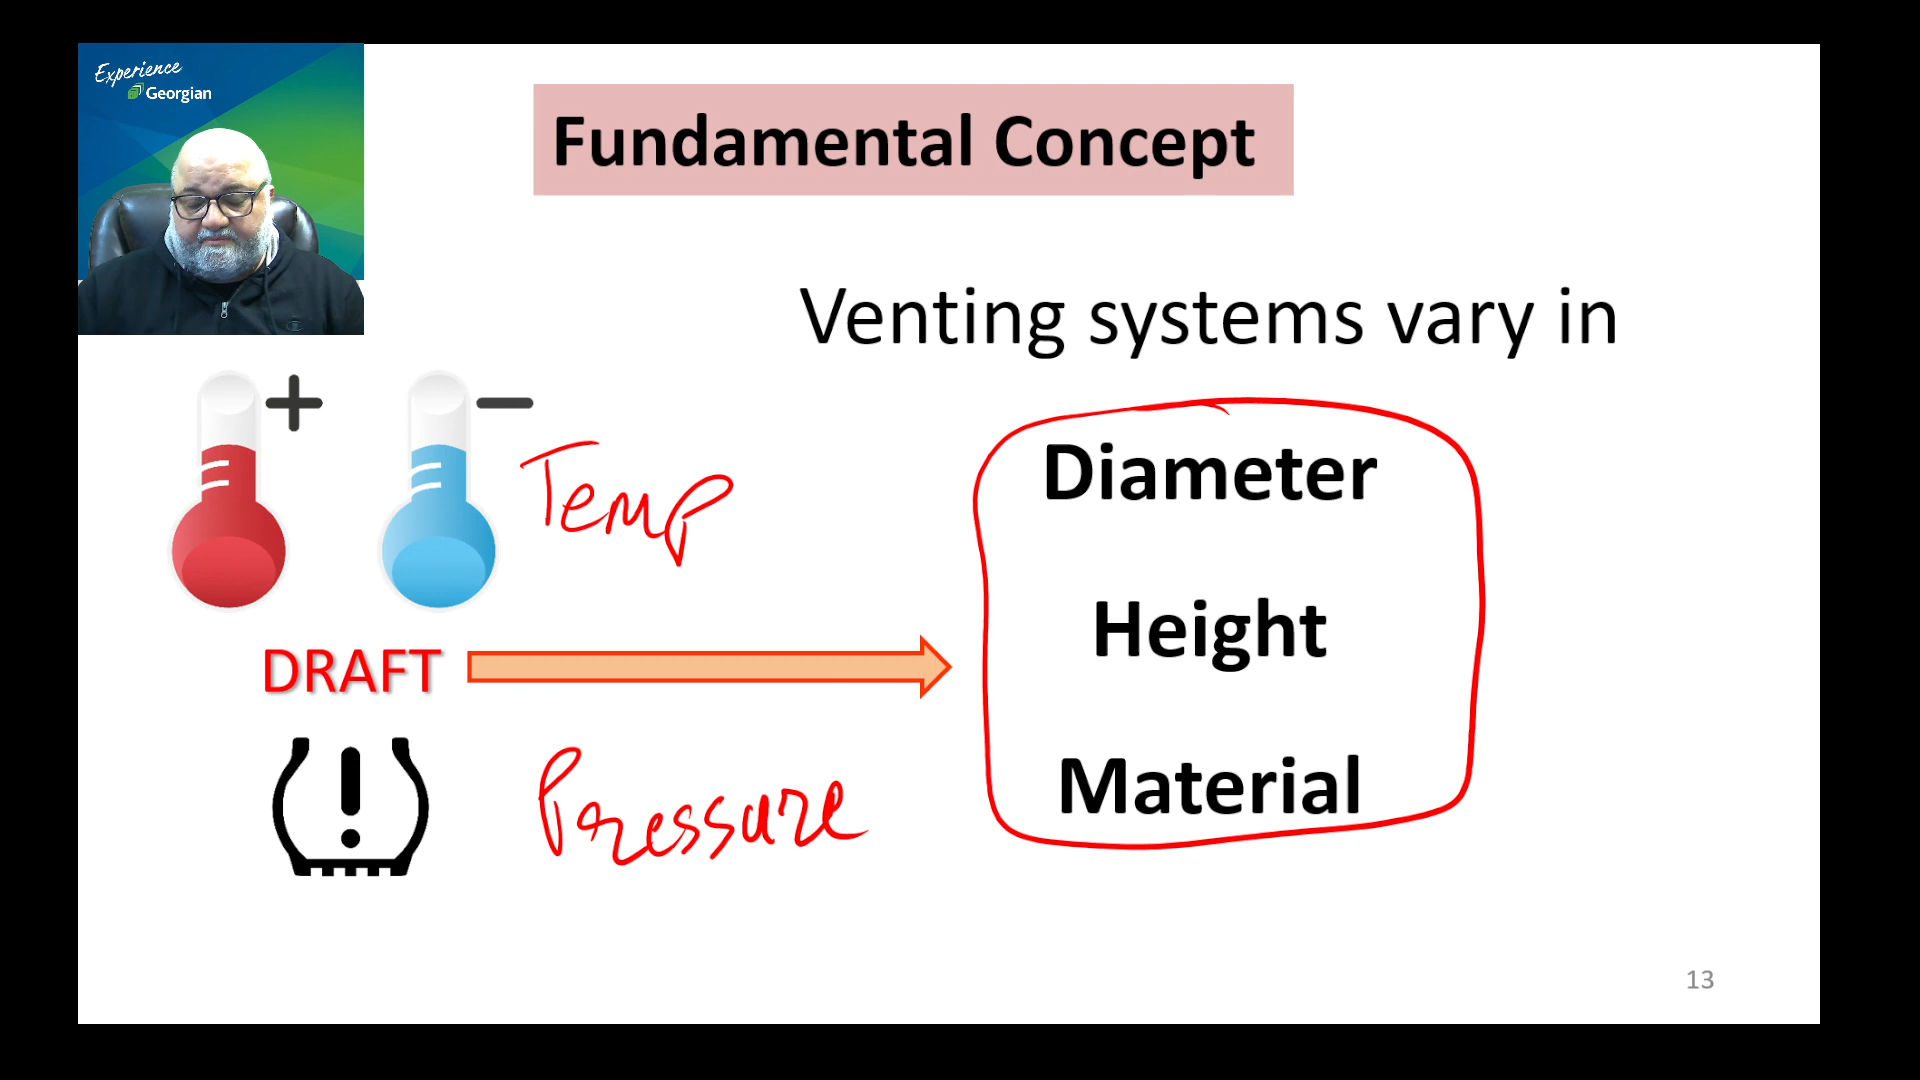 Experience
Georgian
Fundamental Concept
Venting systems vary in
Diameter
Temp
Height
DRAFT
Material
Pressure
13